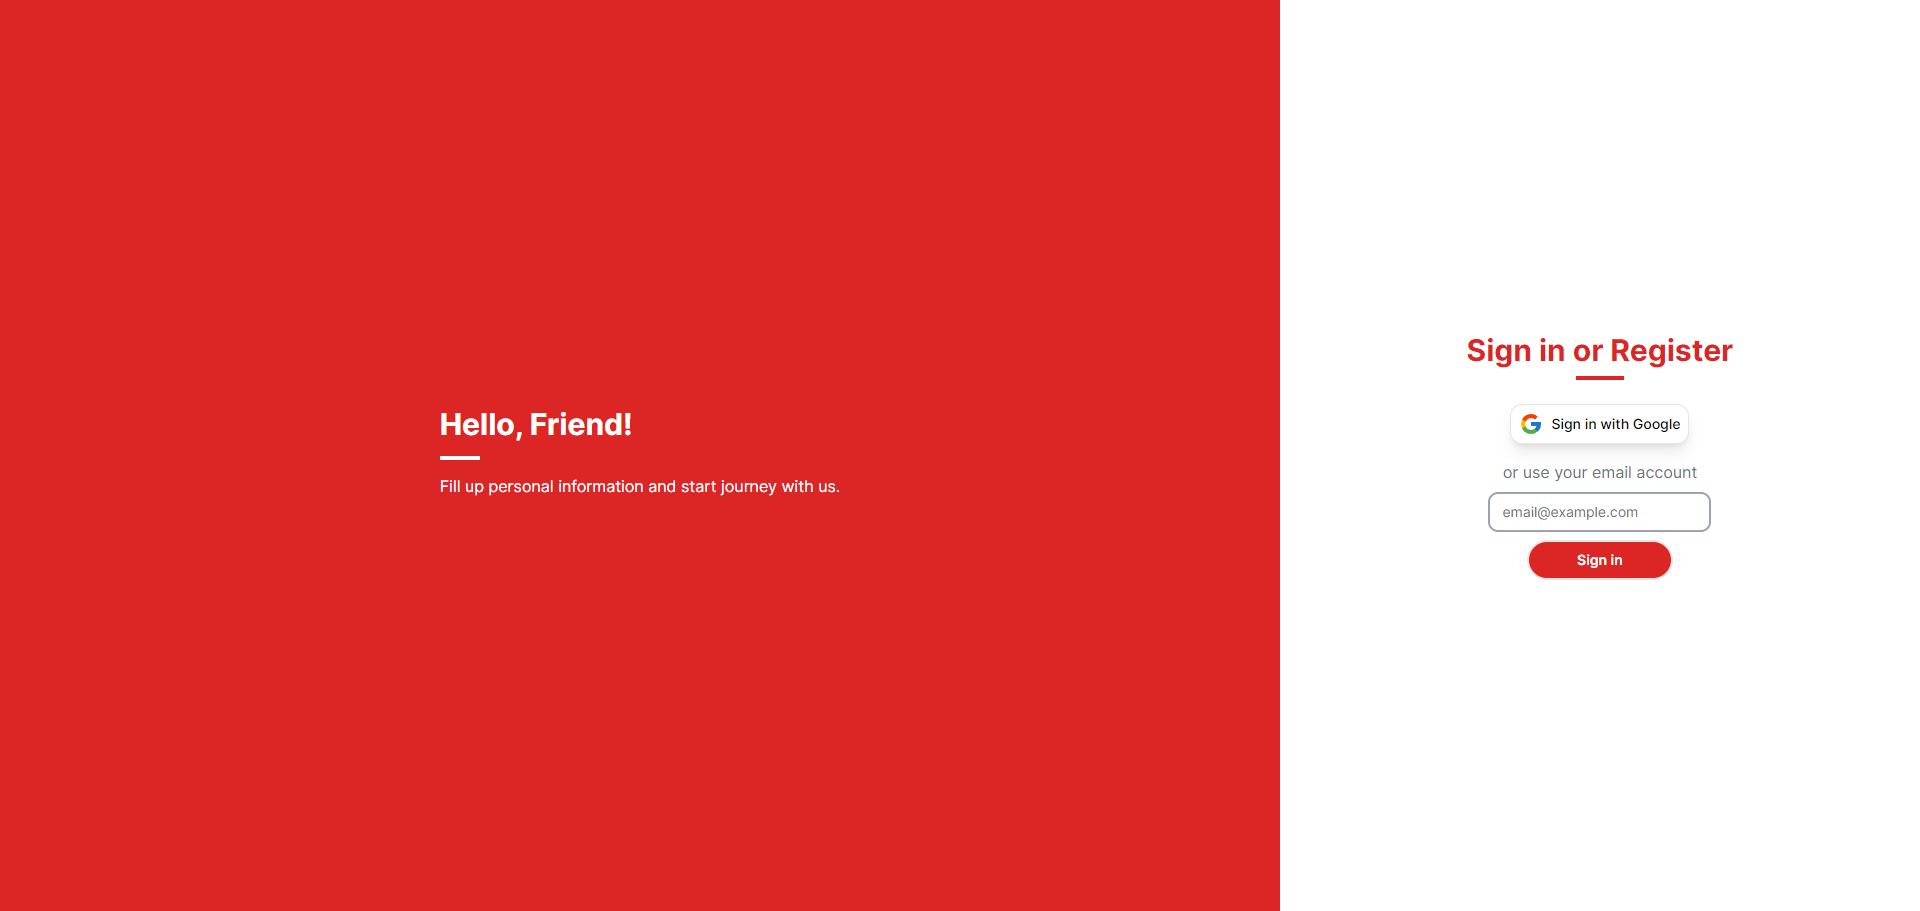 Hello, Friend!
Fill up personal information and start journey with us.
Sign in or Register
Sign in with Google
or use your email account
email@example.com
Sign in